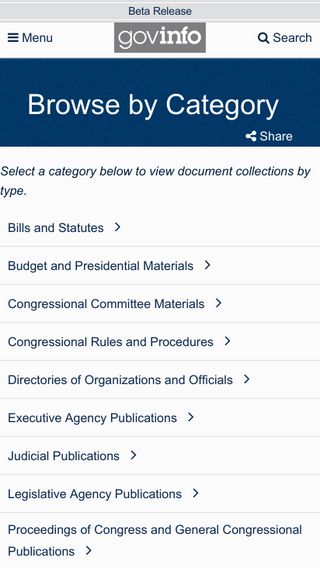 Beta Release
Menu
govinfo
Search
Browse by Category
Share
Select a category below to view document collections by
type.
Bills and Statutes
Budget and Presidential Materials
Congressional Committee Materials
Congressional Rules and Procedures
Directories of Organizations and Officials
Executive Agency Publications
Judicial Publications
Legislative Agency Publications
Proceedings of Congress and General Congressional
Publications